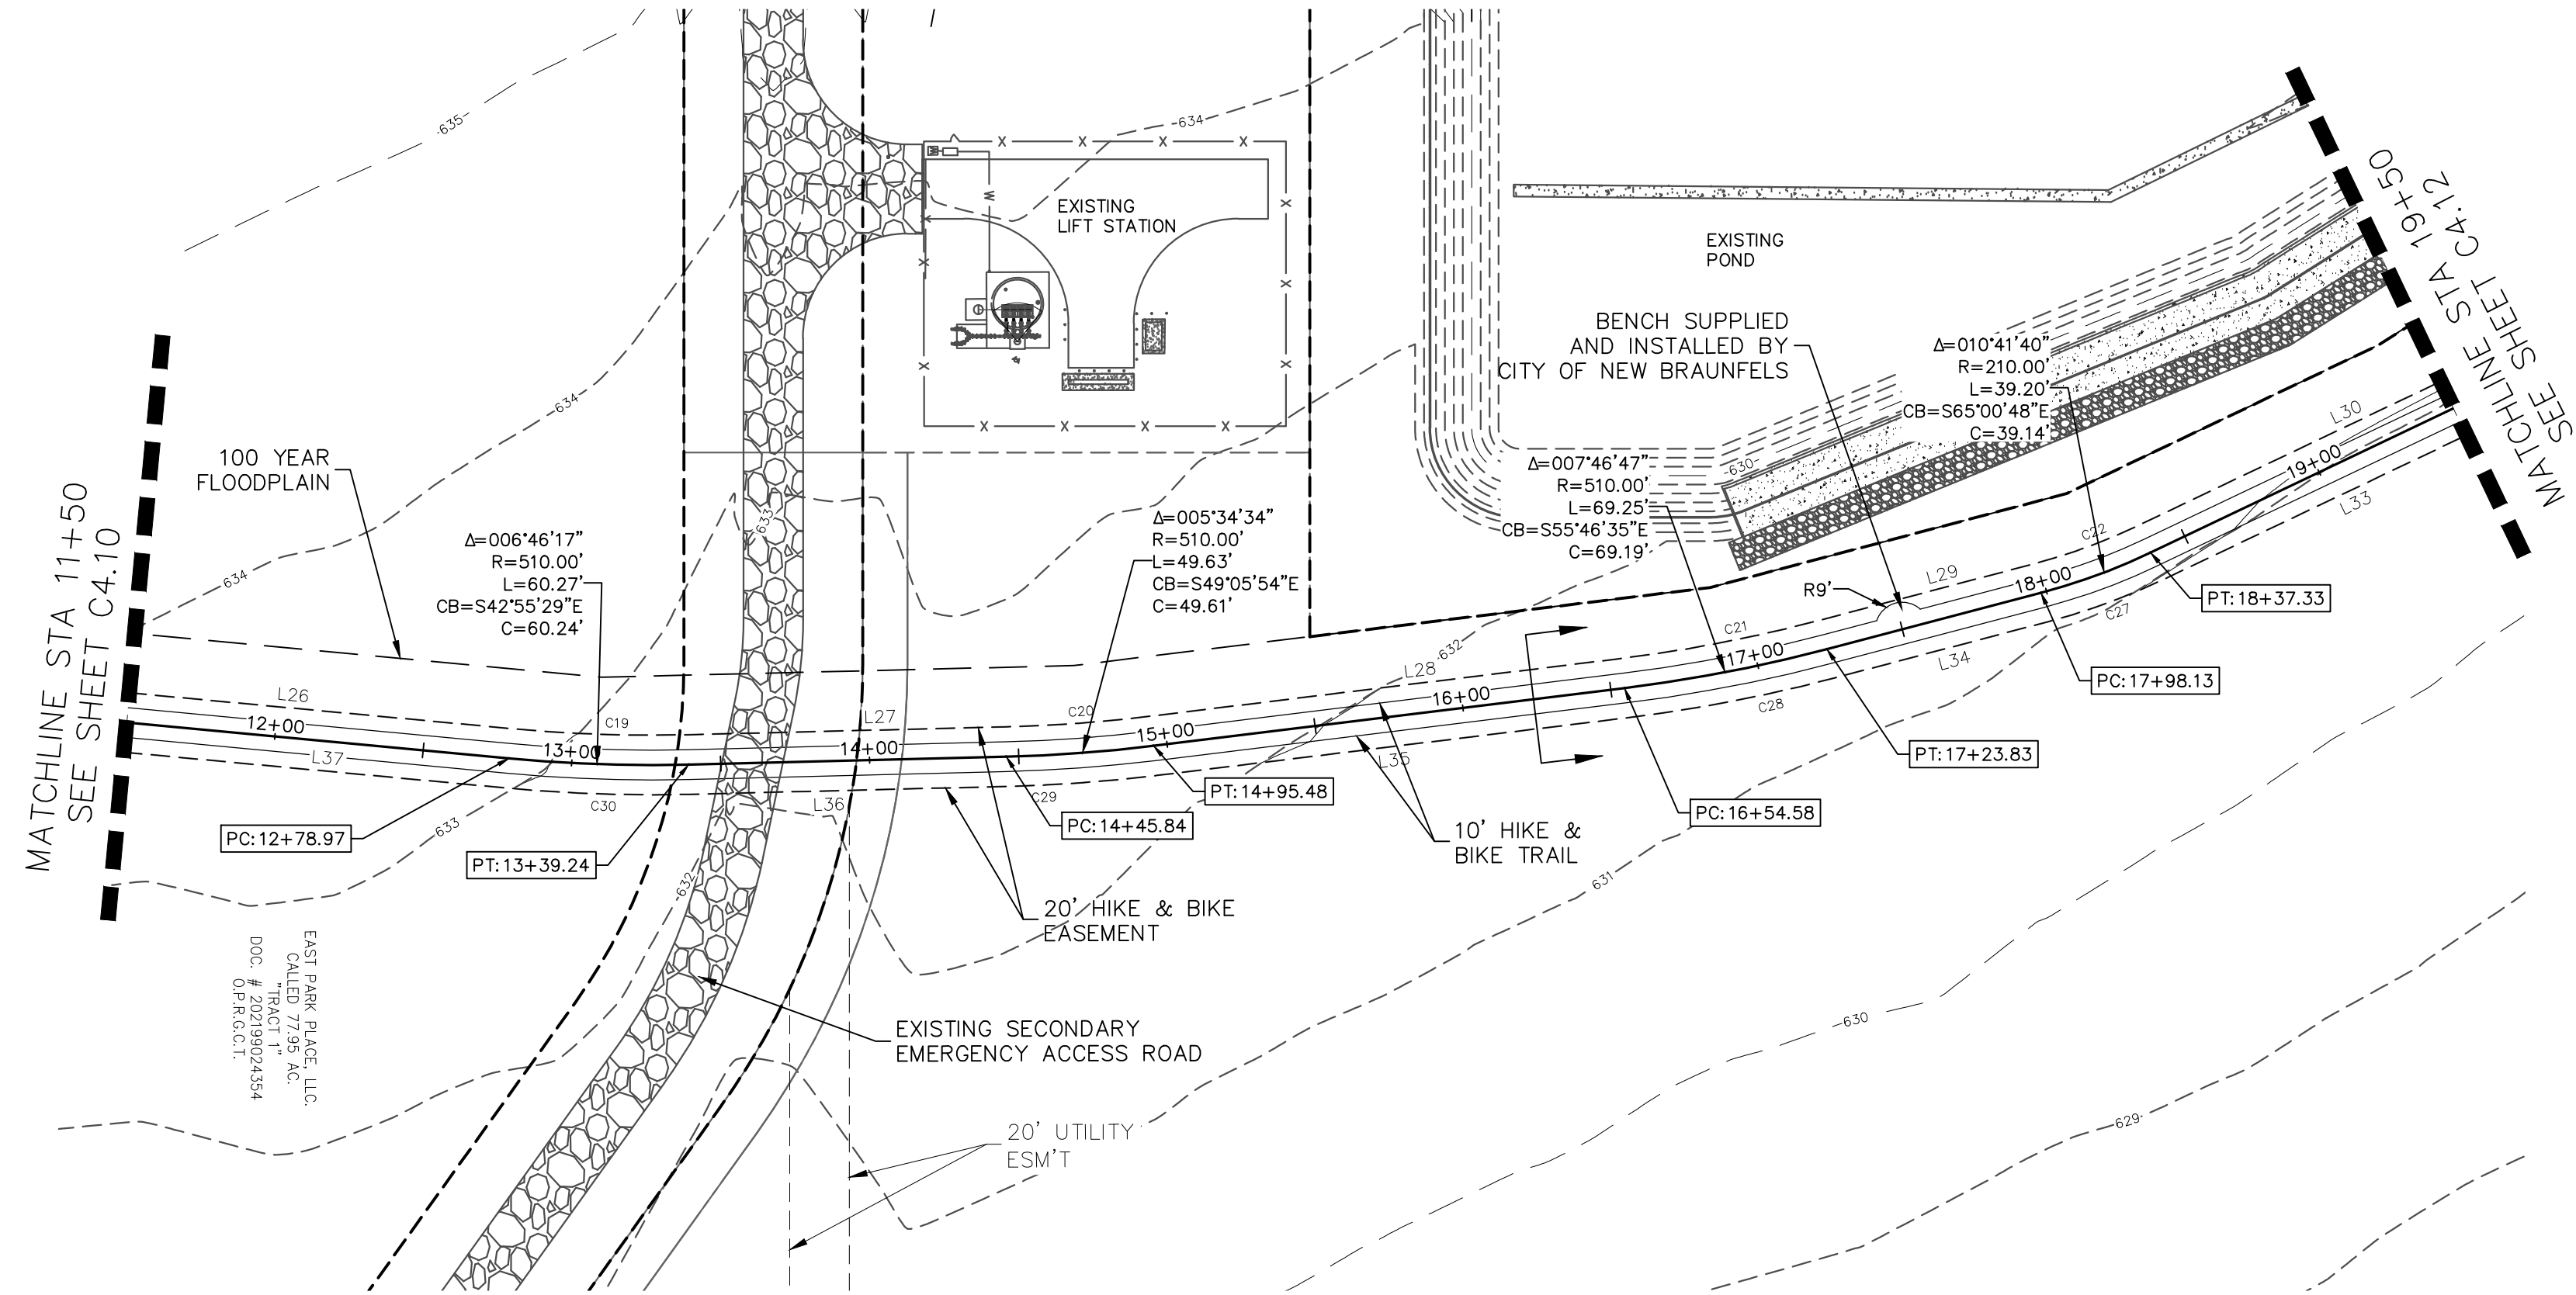 635
634
EXISTING
LIFT STATION
W
EXISTING
POND
MATCHLINE STA 19+50
SEE SHEET C4.12
BENCH SUPPLIED
AND INSTALLED BY
CITY OF NEW BRAUNFELS
Δ=010°41'40"
R=210.00'
L=39.20'
CB=S65°00'48"E
C=39.14'
634
100 YEAR
FLOODPLAIN
MATCHLINE STA 11+50
SEE SHEET C4.10
634
Δ=006°46'17"
R=510.00'
L=60.27'
CB=S42°55'29"E
C=60.24'
633
Δ=005°34'34"
R=510.00'
L=49.63'
CB=S49°05'54"E
C=49.61'
Δ=007°46'47"
R=510.00'
L=69.25'
CB=S55°46'35"E
C=69.19'
630
L30
19+00
L33
C22
L29
R9'
18+00
C27
PT:18+37.33
C21
17+00
L34
632
L28
PC:17+98.13
L26
12+00
C19
L27
C20
16+00
C28
13+00
14+00
15+00
L37
L35
PT:17+23.83
C30
L36
C29
PT:14+95.48
PC:16+54.58
PC:12+78.97
633
PC:14+45.84
10' HIKE &
BIKE TRAIL
PT:13+39.24
632
631
20' HIKE & BIKE
EASEMENT
EAST PARK PLACE, LLC.
CALLED 77.95 AC.
"TRACT 1"
DOC. # 202199024354
O.P.R.G.C.T.
EXISTING SECONDARY
EMERGENCY ACCESS ROAD
630
20' UTILITY
ESM'T
629